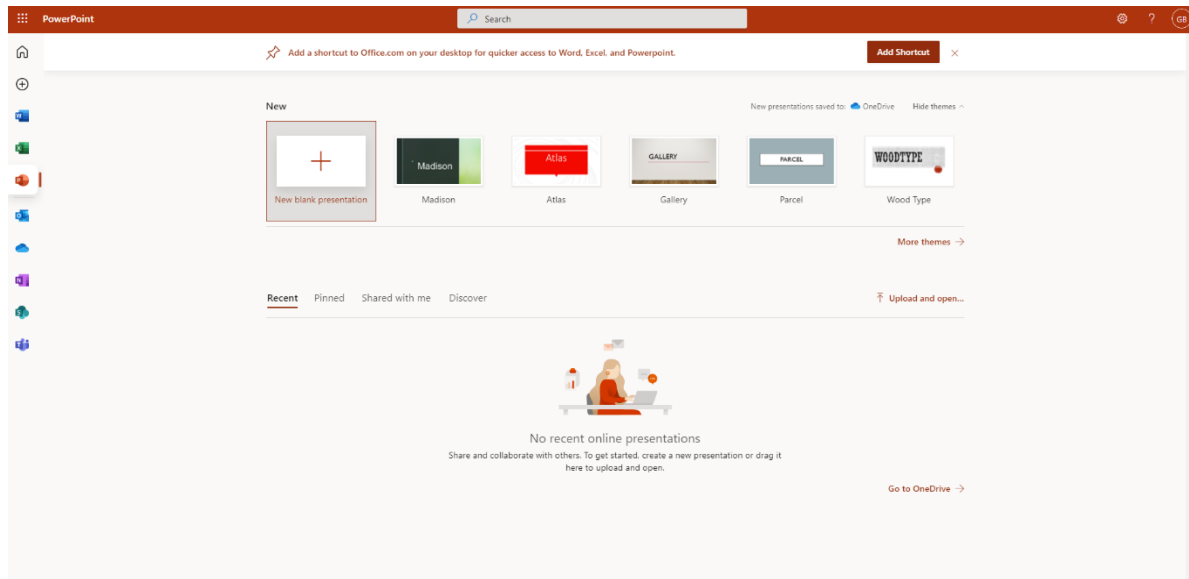 PowerPoint
Search
?
GB
Add a shortcut to Office.com on your desktop for quicker access to Word, Excel, and Powerpoint.
Add Shortcut
New
New presentations saved to: OneDrive
Hide themes
Madison
Atlas
GALLERY
PARCEL
WOODTYPE
New blank presentation
Madison
Atlas
Gallery
Parcel
Wood Type
More themes →
Recent
Pinned
Shared with me
Discover
Upload and open...
No recent online presentations
Share and collaborate with others. To get started, create a new presentation or drag it
here to upload and open.
Go to OneDrive →